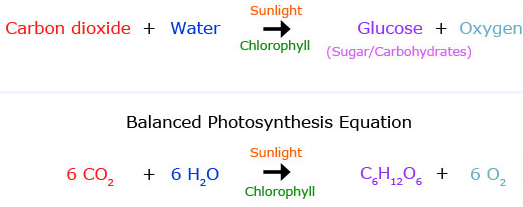 Sunlight
Carbon dioxide + Water → Glucose + Oxygen
Chlorophyll
(Sugar/Carbohydrates)
Balanced Photosynthesis Equation
Sunlight
6 CO₂ + 6 H₂O → C₆H₁₂O₆ + 6 O₂
Chlorophyll